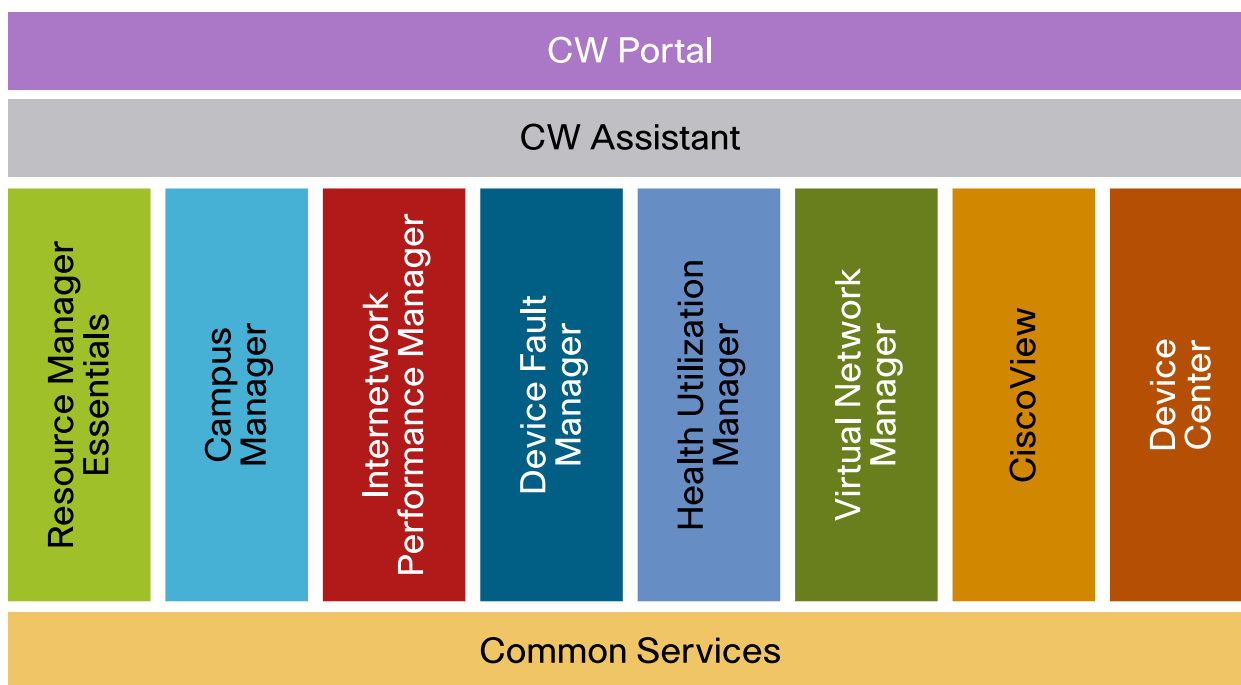 CW Portal
CW Assistant
Resource Manager
Essentials
Campus
Manager
Internetwork
Performance Manager
Device Fault
Manager
Health Utilization
Manager
Virtual Network
Manager
CiscoView
Device
Center
Common Services